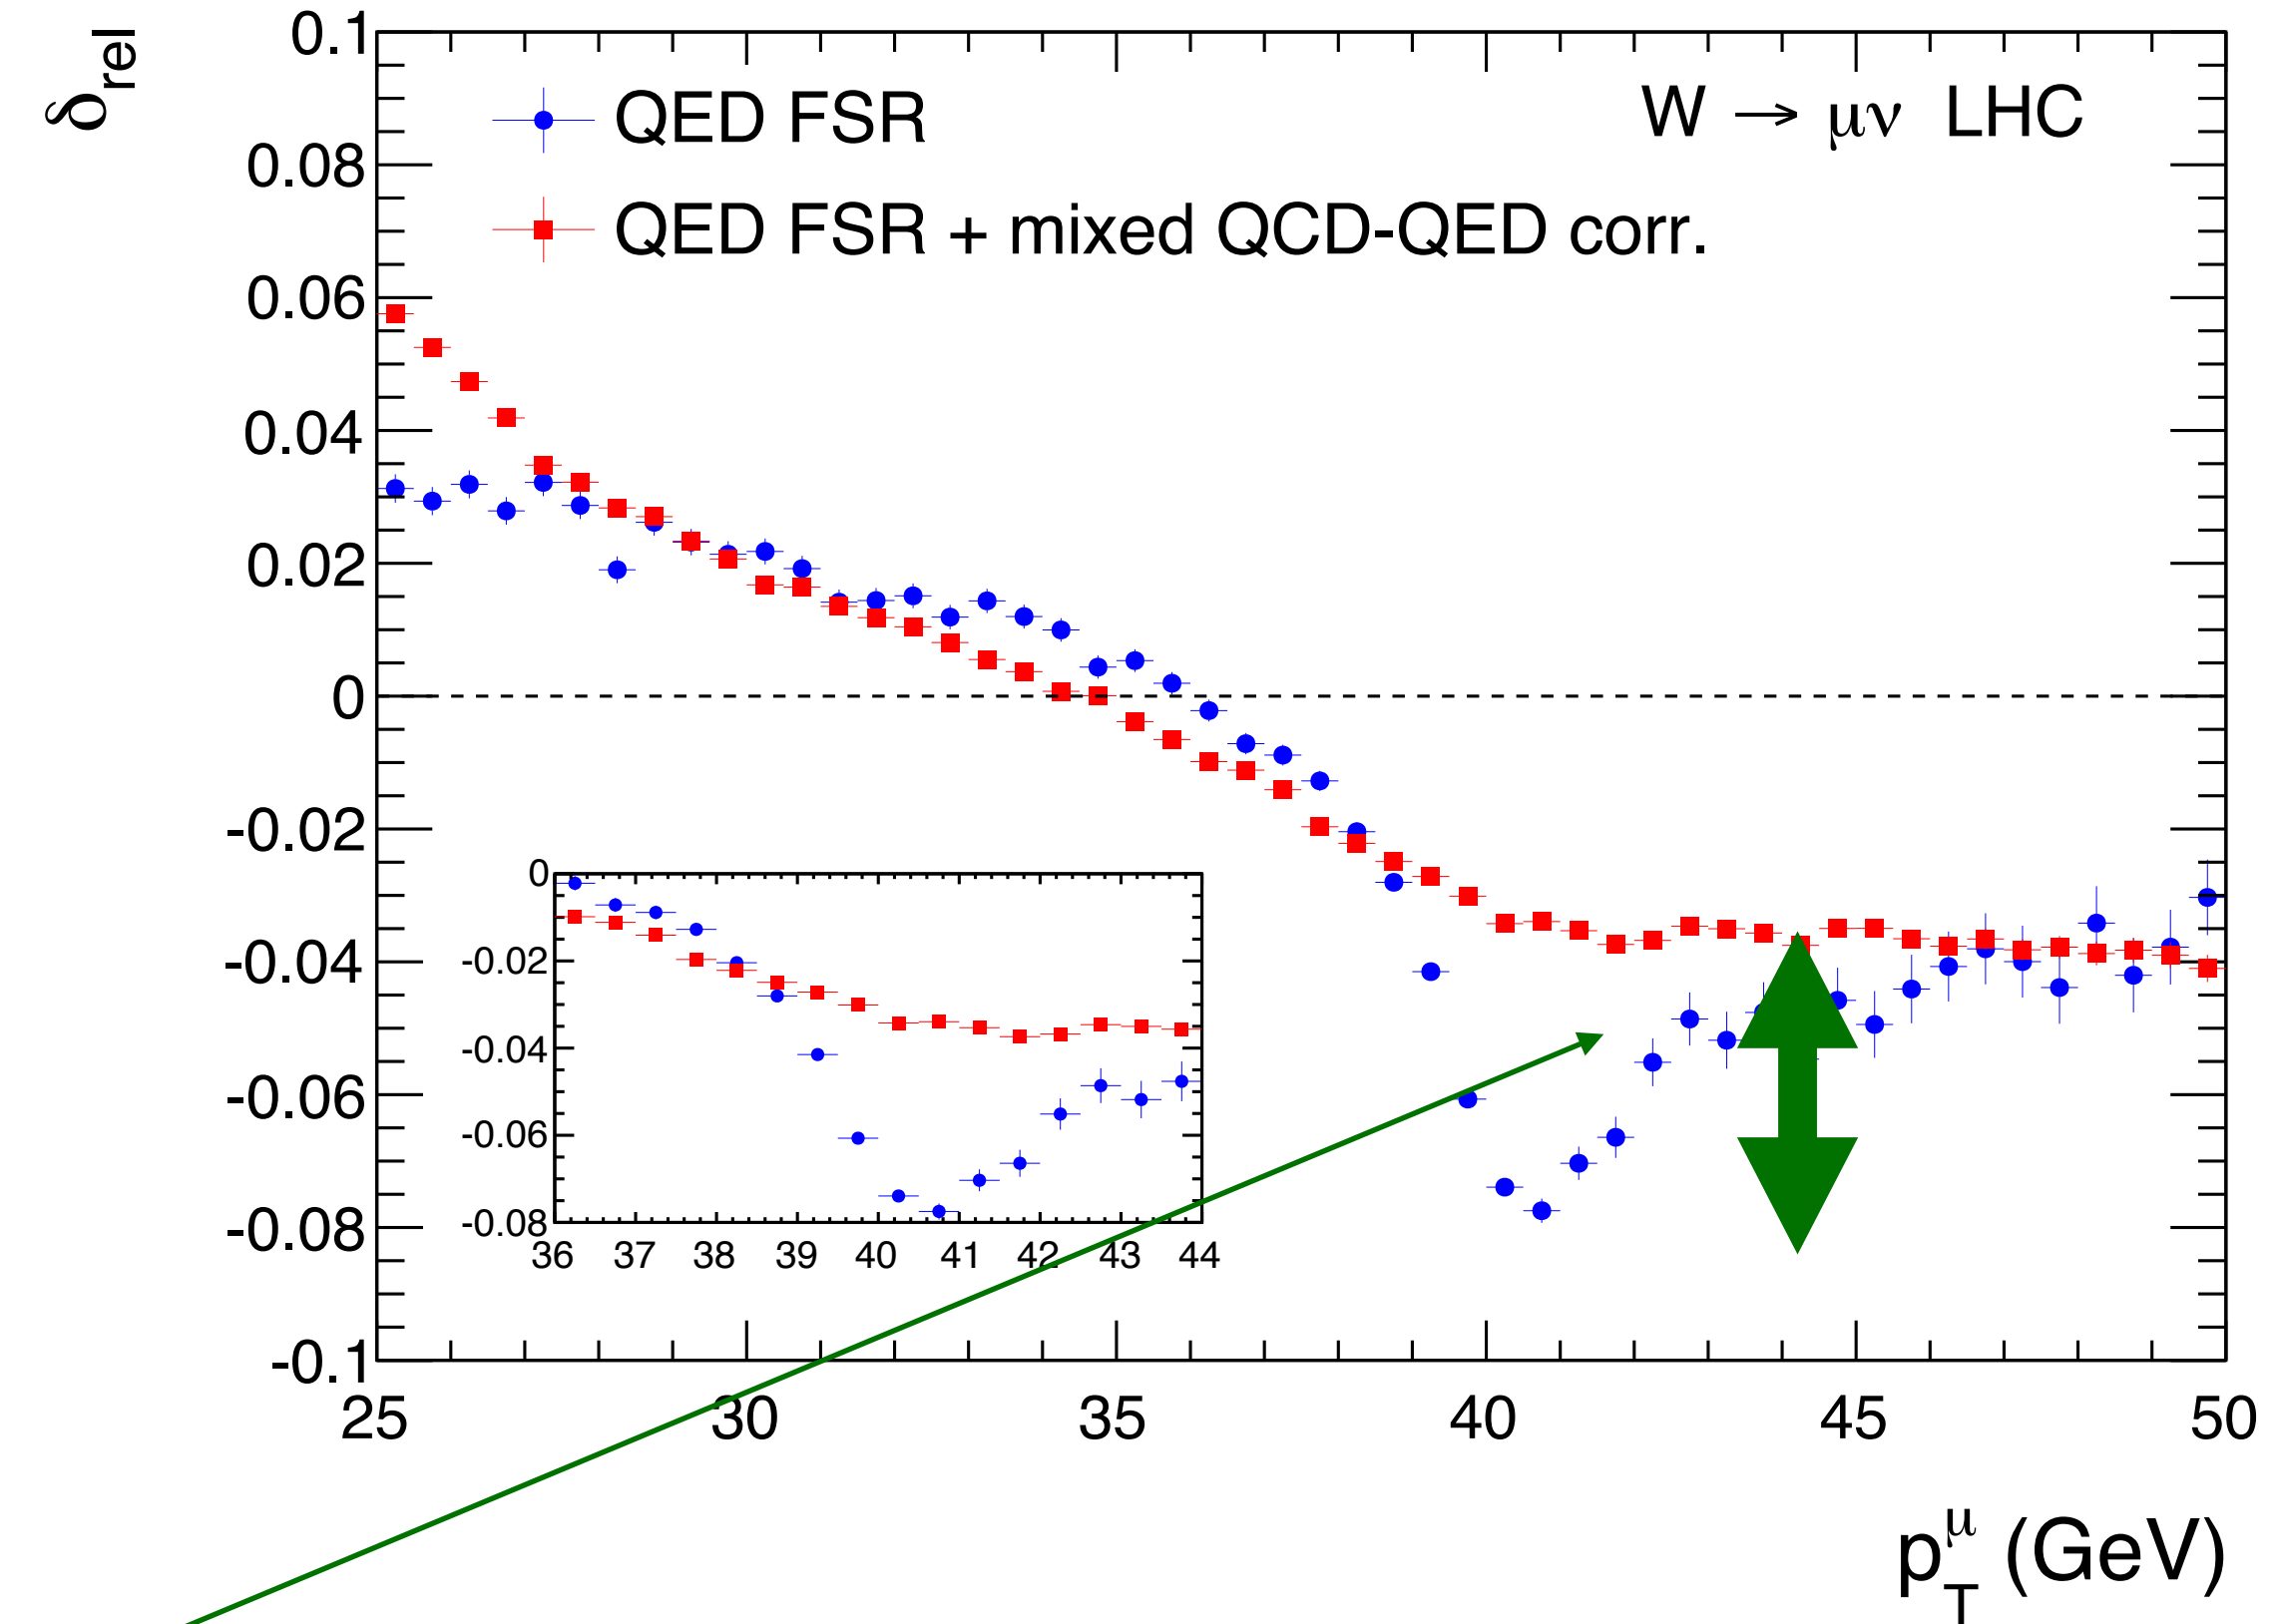 δrel
0.1
0.08
0.06
0.04
0.02
0
-0.02
-0.04
-0.06
-0.08
-0.1
QED FSR
QED FSR + mixed QCD-QED corr.
W → μν LHC
0
-0.02
-0.04
-0.06
-0.08
36 37 38 39 40 41 42 43 44
25 30 35 40 45 50
pTμ (GeV)